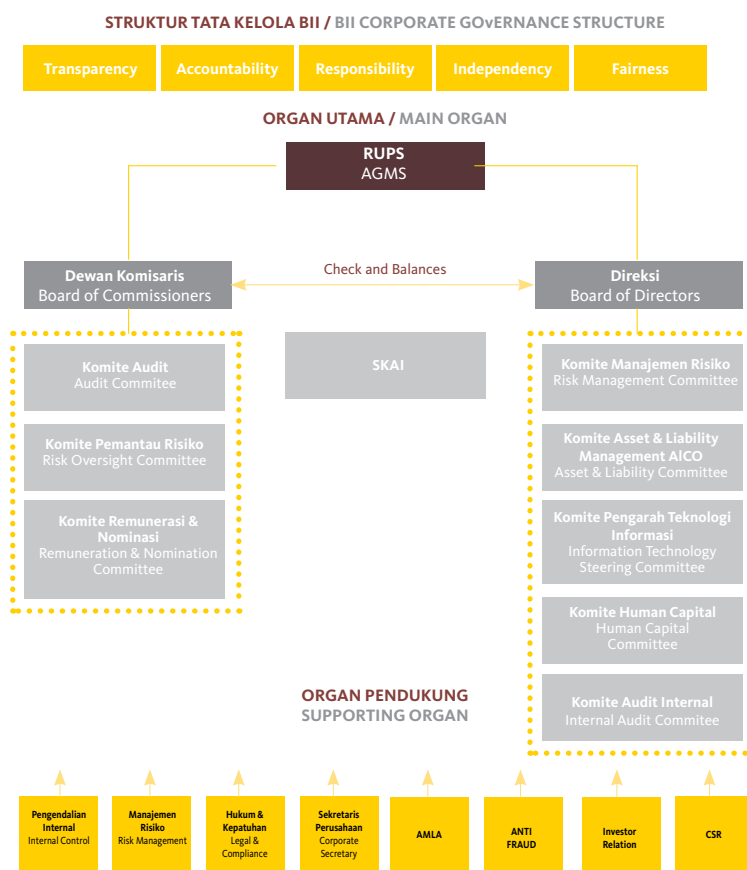 STRUKTUR TATA KELOLA BII / BII CORPORATE GOvERNANCE STRUCTURE
Transparency
Accountability
Responsibility
Independency
Fairness
ORGAN UTAMA / MAIN ORGAN
RUPS
AGMS
Dewan Komisaris
Board of Commissioners
Check and Balances
Direksi
Board of Directors
Komite Audit
Audit Commitee
Komite Pemantau Risiko
Risk Oversight Committee
Komite Remunerasi &
Nominasi
Remuneration & Nomination
Committee
SKAI
Komite Manajemen Risiko
Risk Management Committee
Komite Asset & Liability
Management AlCO
Asset & Liability Committee
Komite Pengarah Teknologi
Informasi
Information Technology
Steering Committee
Komite Human Capital
Human Capital
Committee
Komite Audit Internal
Internal Audit Commitee
ORGAN PENDUKUNG
SUPPORTING ORGAN
Pengendalian
Internal
Internal Control
Manajemen
Risiko
Risk Management
Hukum &
Kepatuhan
Legal &
Compliance
Sekretaris
Perusahaan
Corporate
Secretary
AMLA
ANTI
FRAUD
Investor
Relation
CSR